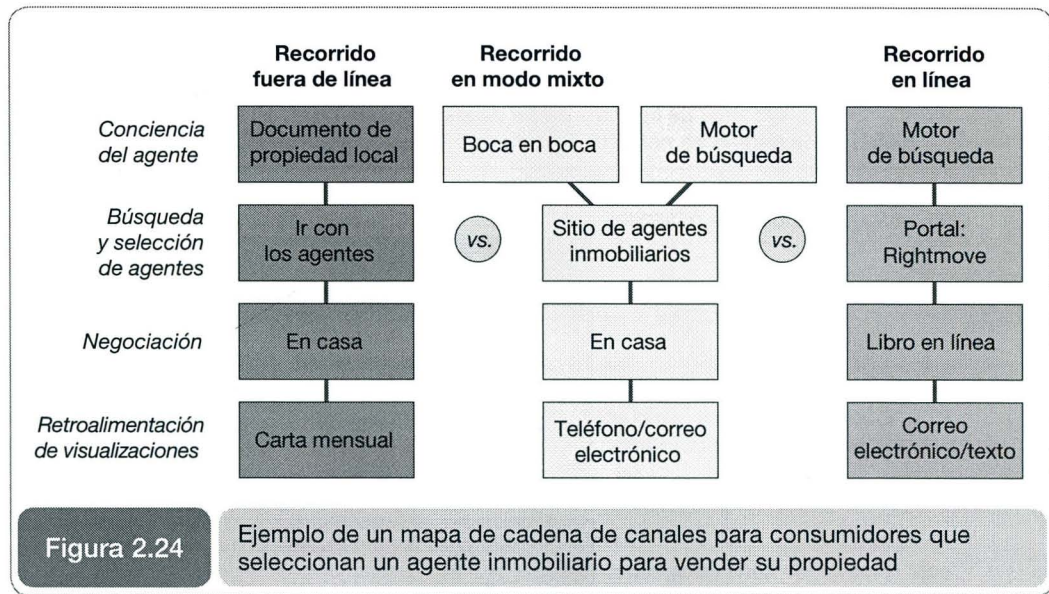 Recorrido
fuera de línea
Recorrido
en modo mixto
Recorrido
en línea
Conciencia
del agente
Documento de
propiedad local
Boca en boca
Motor
de búsqueda
Motor
de búsqueda
Búsqueda
y selección
de agentes
Ir con
los agentes
vs.
Sitio de agentes
inmobiliarios
vs.
Portal:
Rightmove
Negociación
En casa
En casa
Libro en línea
Retroalimentación
de visualizaciones
Carta mensual
Teléfono/correo
electrónico
Correo
electrónico/texto
Figura 2.24
Ejemplo de un mapa de cadena de canales para consumidores que
seleccionan un agente inmobiliario para vender su propiedad